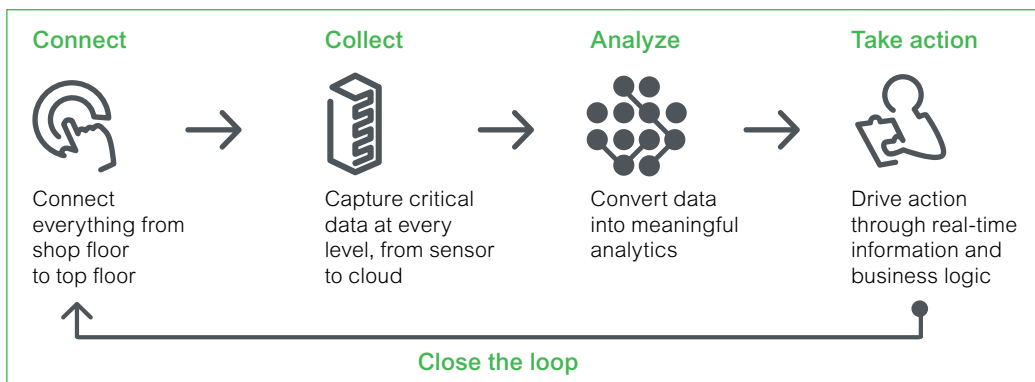 Connect
Connect
everything from
shop floor
to top floor
Collect
Capture critical
data at every
level, from sensor
to cloud
Analyze
Convert data
into meaningful
analytics
Take action
Drive action
through real-time
information and
business logic
Close the loop